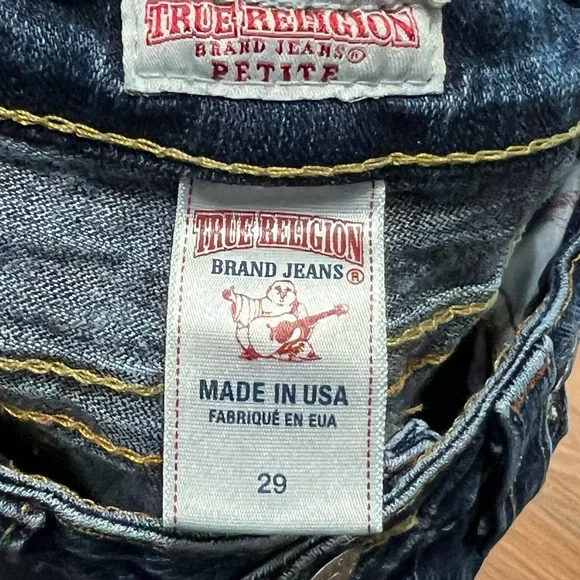 TRUE RELIGION
BRAND JEANS®
PETITE
TRUE RELIGION
BRAND JEANS®
MADE IN USA
FABRIQUÉ EN EUA
29